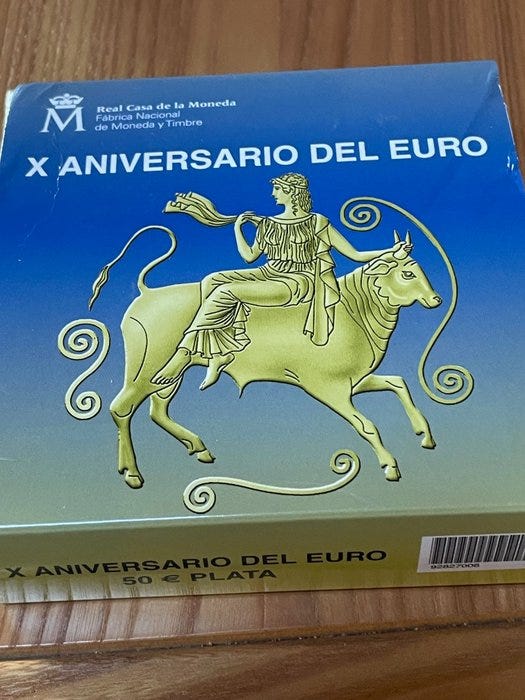 M
Real Casa de la Moneda
Fábrica Nacional
de Moneda y Timbre
X ANIVERSARIO DEL EURO
X ANIVERSARIO DEL EURO
50 € PLATA
92827006